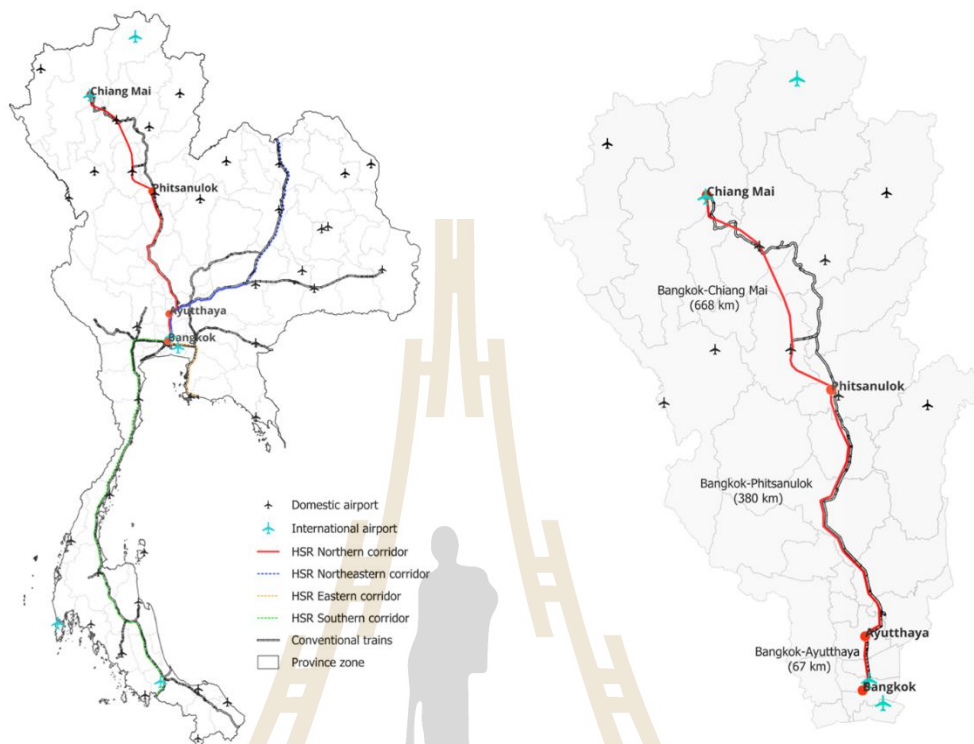 Chiang Mai
Phitsanulok
Ayutthaya
Bangkok
Domestic airport
International airport
HSR Northern corridor
HSR Northeastern corridor
HSR Eastern corridor
HSR Southern corridor
Conventional trains
Province zone
Chiang Mai
Bangkok-Chiang Mai
(668 km)
Phitsanulok
Bangkok-Phitsanulok
(380 km)
Ayutthaya
Bangkok-Ayutthaya
(67 km)
Bangkok